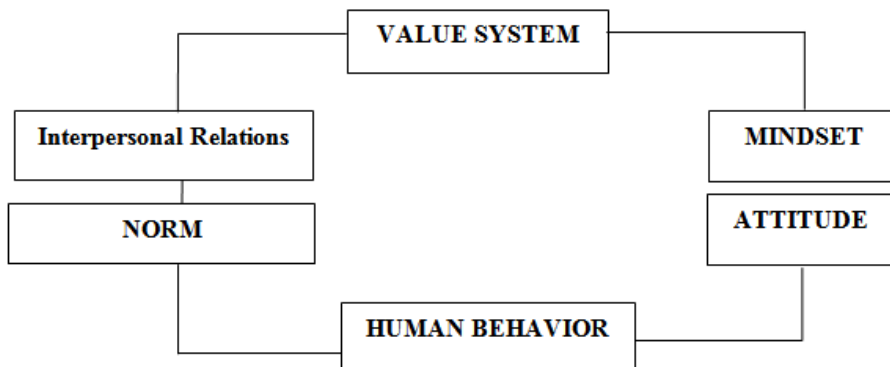 VALUE SYSTEM
Interpersonal Relations
MINDSET
NORM
ATTITUDE
HUMAN BEHAVIOR